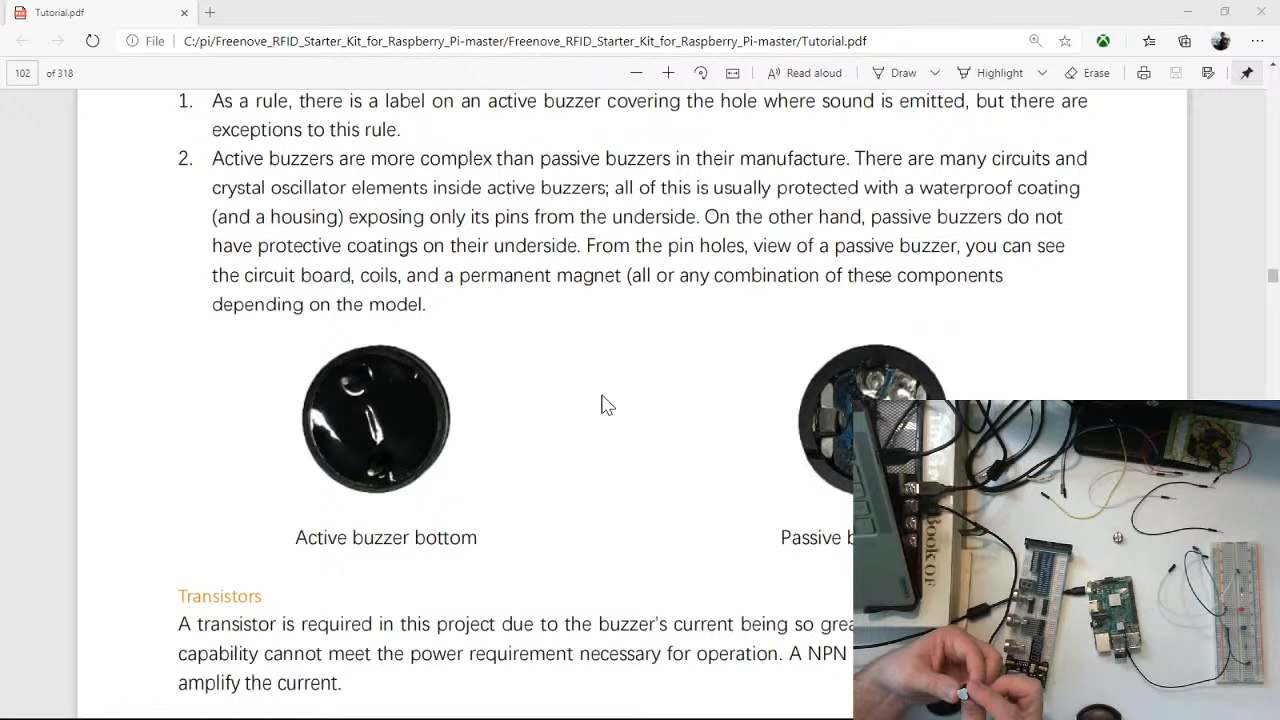 Tutorial.pdf
File
C:/pi/Freenove_RFID_Starter_Kit_for_Raspberry_Pi-master/Freenove_RFID_Starter_Kit_for_Raspberry_Pi-master/Tutorial.pdf
102 of 318
Read aloud
Draw
Highlight
Erase
1. As a rule, there is a label on an active buzzer covering the hole where sound is emitted, but there are
exceptions to this rule.
2. Active buzzers are more complex than passive buzzers in their manufacture. There are many circuits and
crystal oscillator elements inside active buzzers; all of this is usually protected with a waterproof coating
(and a housing) exposing only its pins from the underside. On the other hand, passive buzzers do not
have protective coatings on their underside. From the pin holes, view of a passive buzzer, you can see
the circuit board, coils, and a permanent magnet (all or any combination of these components
depending on the model.
Active buzzer bottom
Passive b
Transistors
A transistor is required in this project due to the buzzer's current being so grea
capability cannot meet the power requirement necessary for operation. A NPN
amplify the current.
Book OF